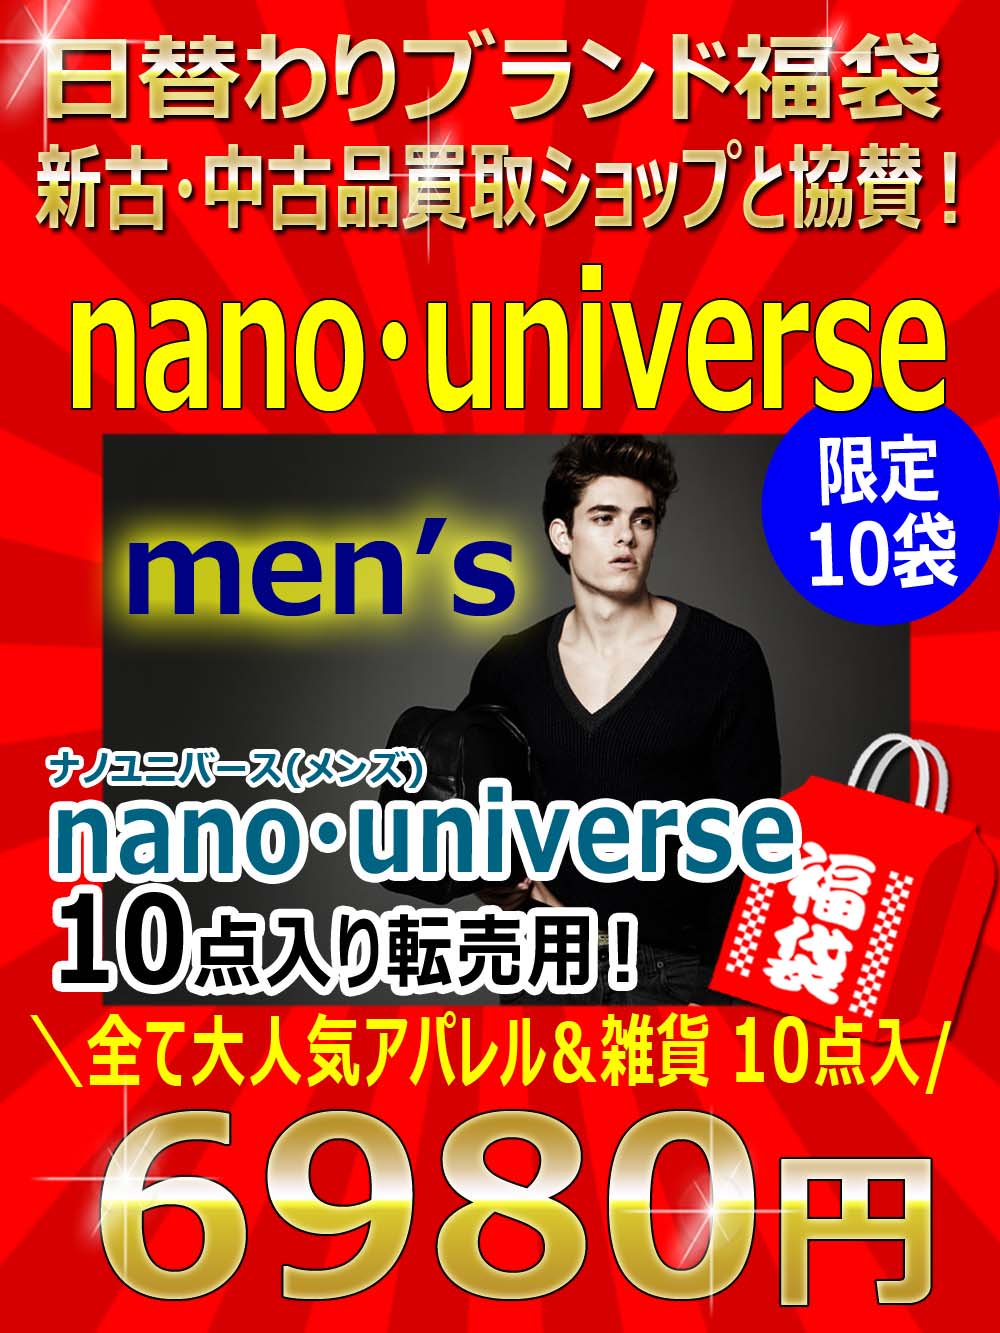 日替わりブランド福袋
新古・中古品買取ショップと協賛！
nano・universe
限定
10袋
men's
ナノユニバース(メンズ)
nano・universe
10点入り転売用！
福袋
＼全て大人気アパレル＆雑貨 10点入/
6980円